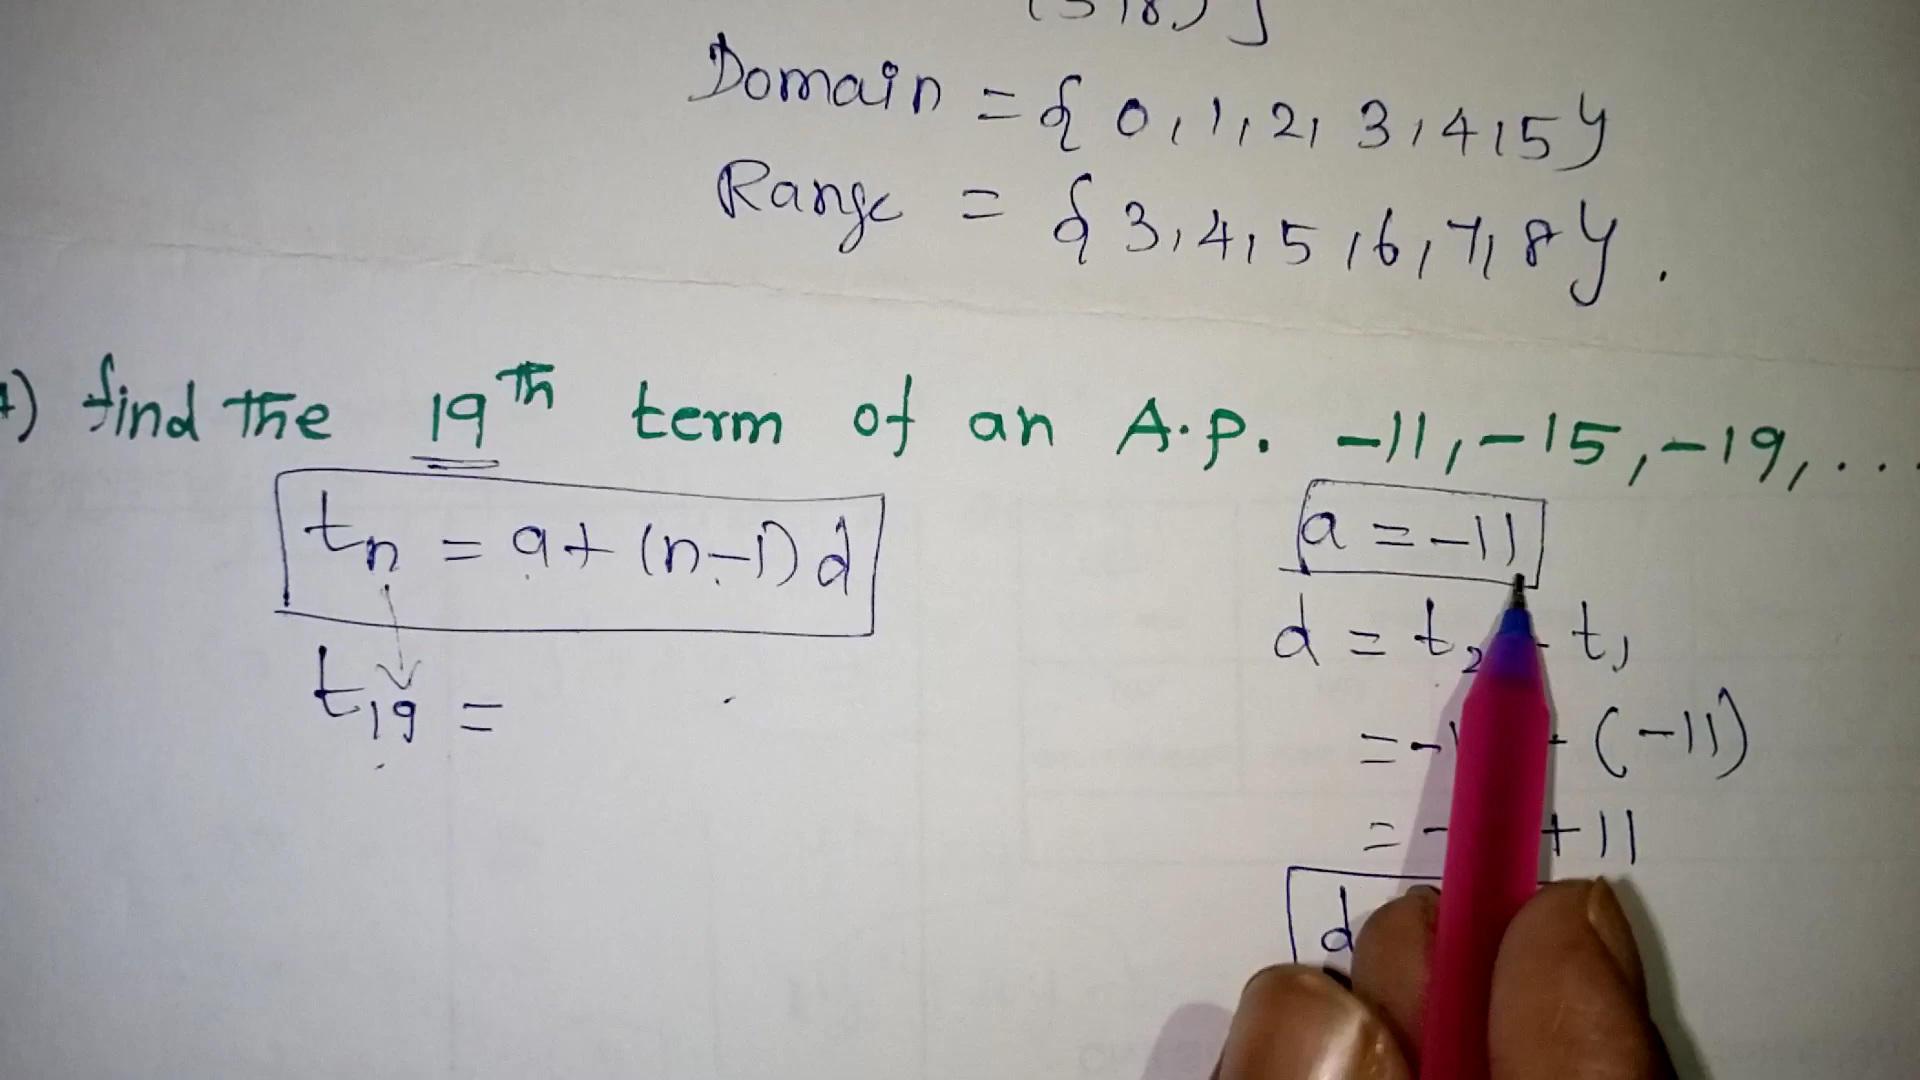 Domain = { 0, 1, 2, 3, 4, 5 }
Range = { 3, 4, 5, 6, 7, 8 }.
find the 19th term of an A.P. -11, -15, -19, ...
tn = a + (n-1) d
a = -11
d = t2 - t1
t19 =
= - (-11)
= - + 11
d